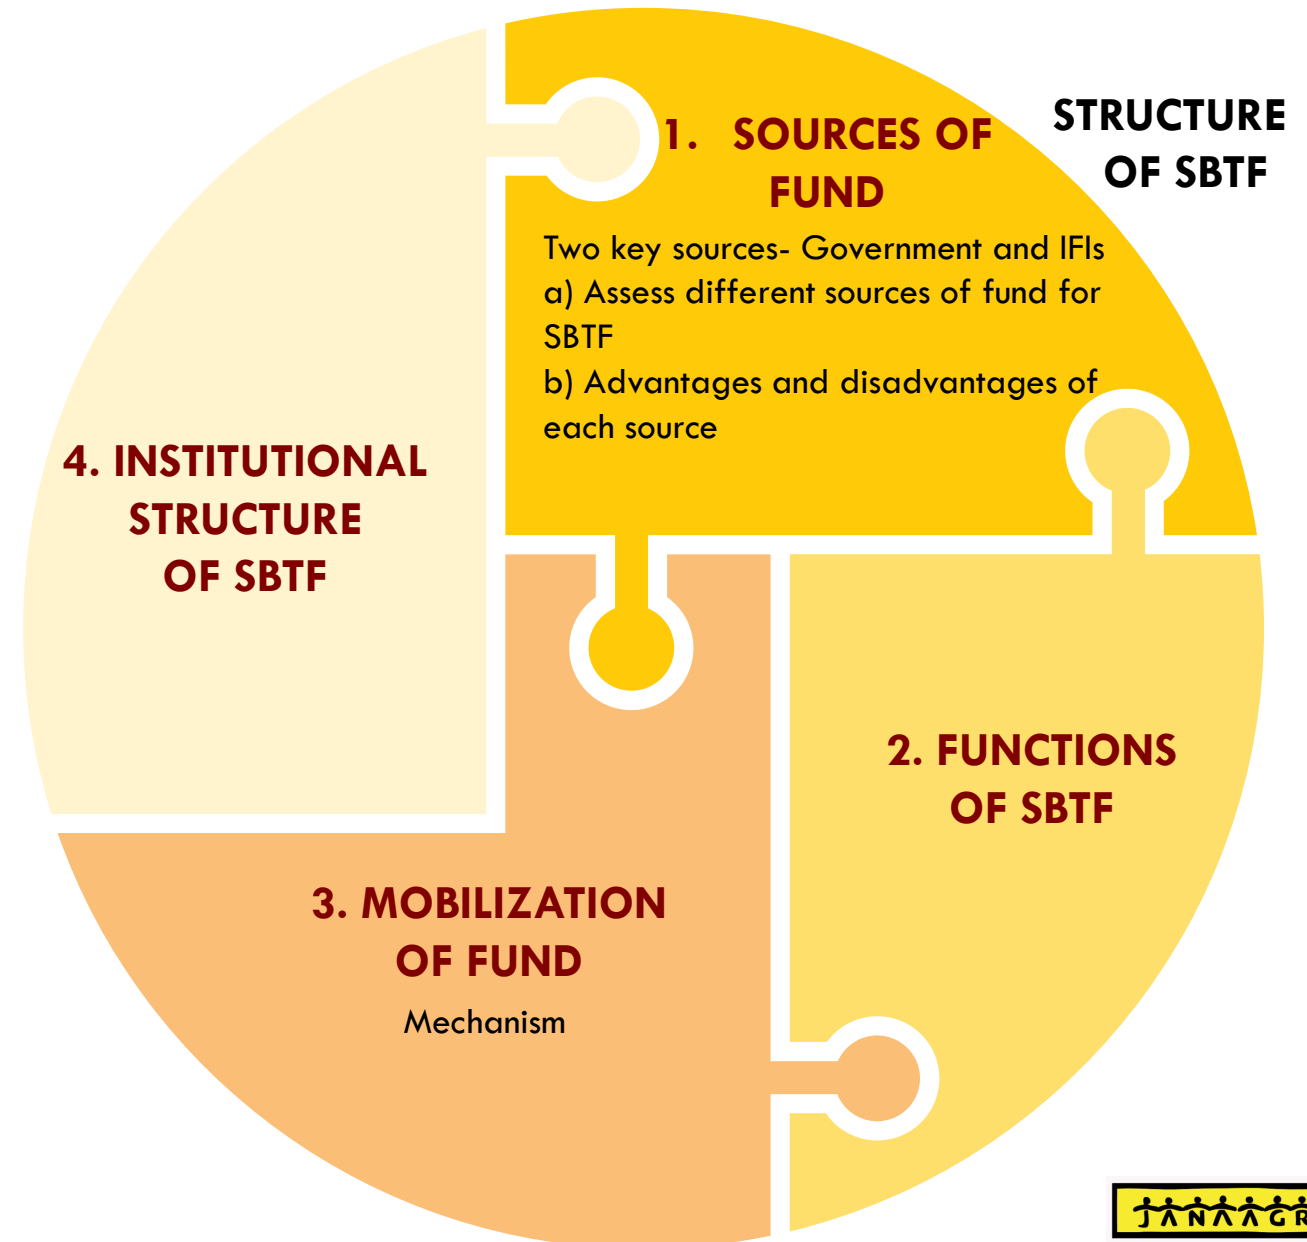 STRUCTURE
OF SBTF
1. SOURCES OF
FUND
Two key sources- Government and IFIs
a) Assess different sources of fund for
SBTF
b) Advantages and disadvantages of
each source
2. FUNCTIONS
OF SBTF
3. MOBILIZATION
OF FUND
Mechanism
4. INSTITUTIONAL
STRUCTURE
OF SBTF
JANAAGR